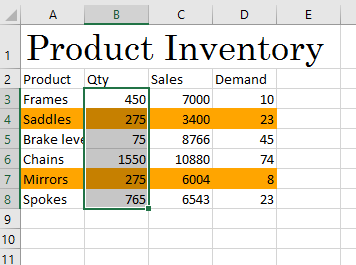 A B C D E
1 Product Inventory
2 Product Qty Sales Demand
3 Frames 450 7000 10
4 Saddles 275 3400 23
5 Brake leve 75 8766 45
6 Chains 1550 10880 74
7 Mirrors 275 6004 8
8 Spokes 765 6543 23
9
10
11